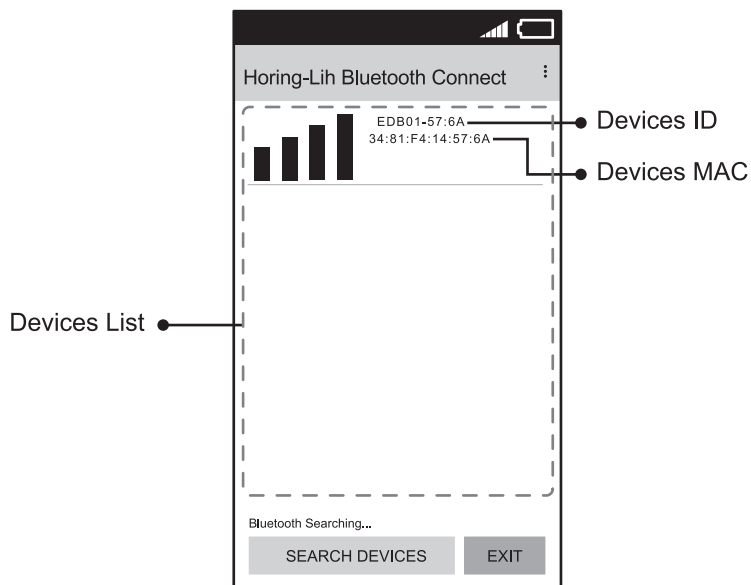 Horing-Lih Bluetooth Connect
EDB01-57:6A
Devices ID
34:81:F4:14:57:6A
Devices MAC
Devices List
Bluetooth Searching...
SEARCH DEVICES
EXIT